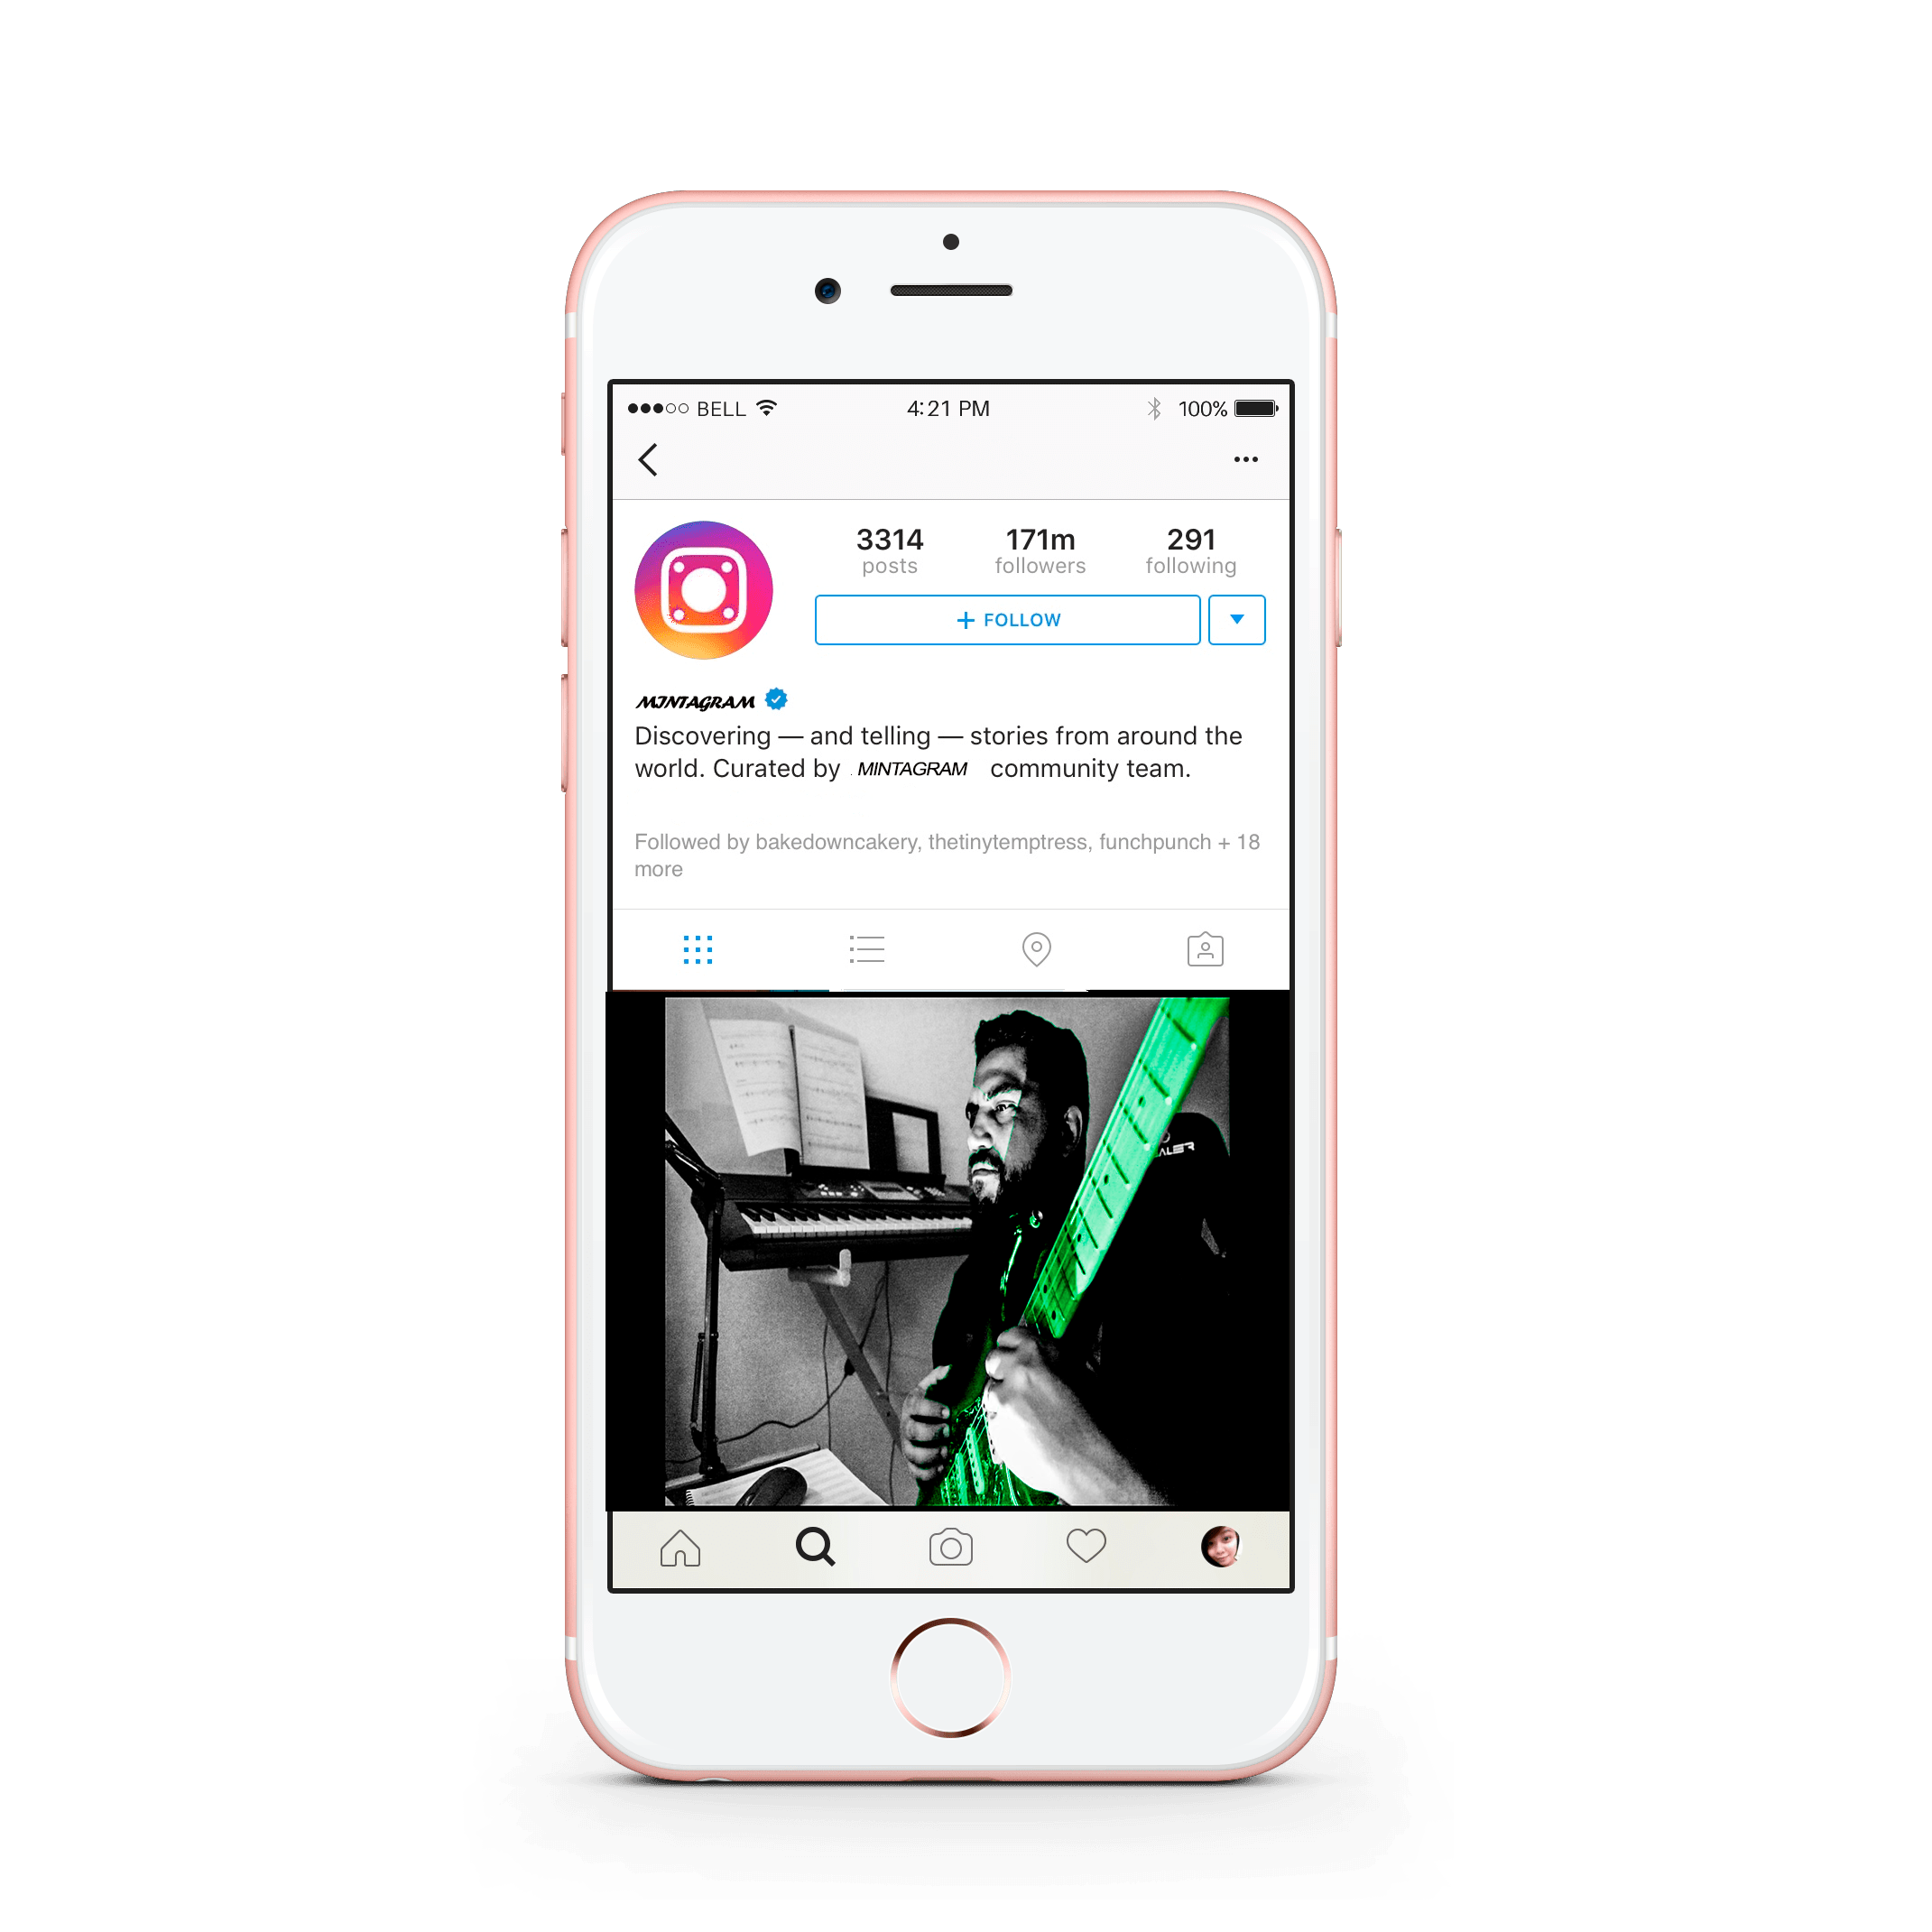 BELL 4:21 PM 100%
3314 171m 291
posts followers following
+ FOLLOW
MINTAGRAM
Discovering — and telling — stories from around the
world. Curated by MINTAGRAM community team.
Followed by bakedowncakery, thetinytemptress, funchpunch + 18
more